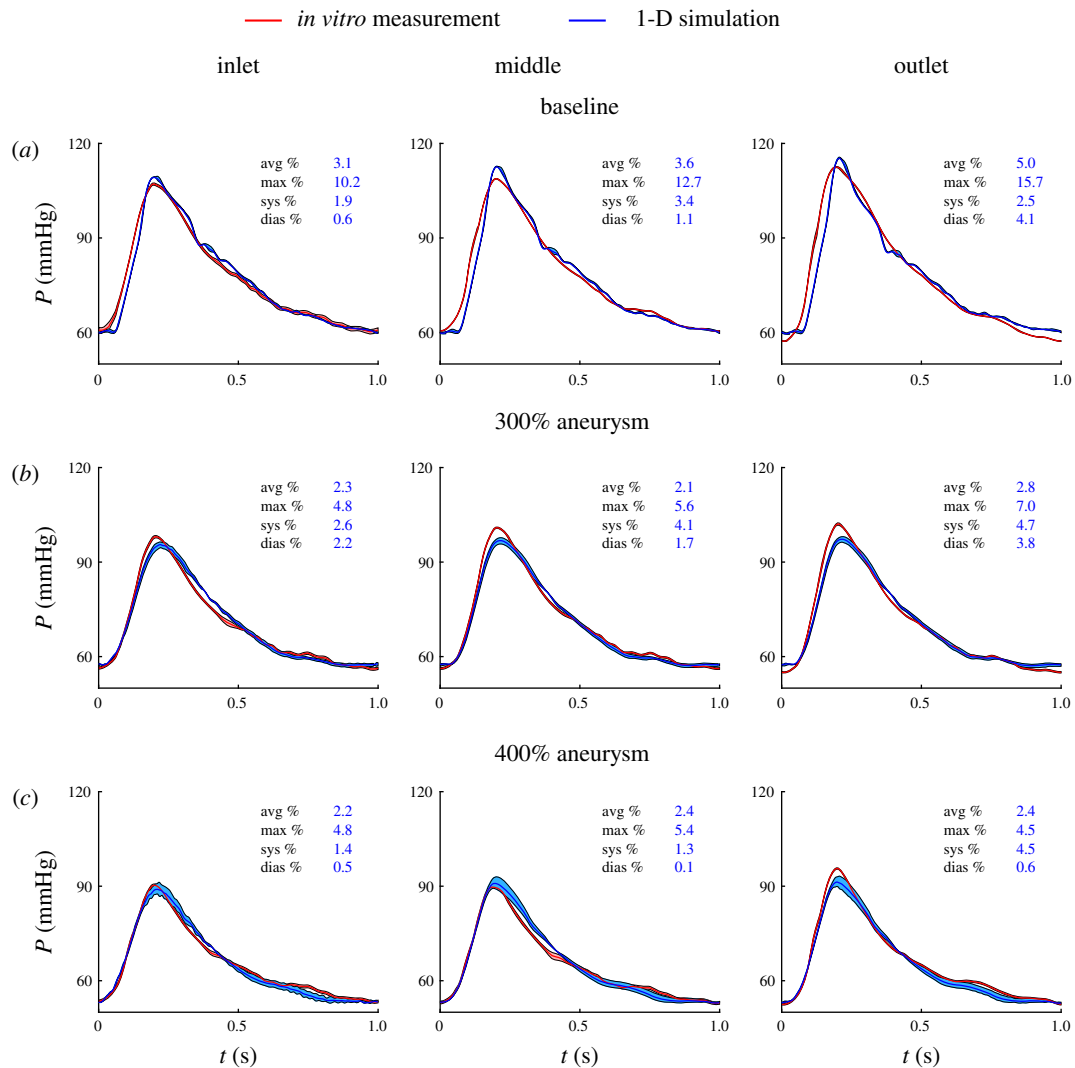 in vitro measurement 1-D simulation
inlet middle outlet
baseline
(a)
120
90
60
P (mmHg)
avg % 3.1
max % 10.2
sys % 1.9
dias % 0.6
0 0.5 1.0
120
90
60
avg % 3.6
max % 12.7
sys % 3.4
dias % 1.1
0 0.5 1.0
120
90
60
avg % 5.0
max % 15.7
sys % 2.5
dias % 4.1
0 0.5 1.0
300% aneurysm
(b)
120
90
60
P (mmHg)
avg % 2.3
max % 4.8
sys % 2.6
dias % 2.2
0 0.5 1.0
120
90
60
avg % 2.1
max % 5.6
sys % 4.1
dias % 1.7
0 0.5 1.0
120
90
60
avg % 2.8
max % 7.0
sys % 4.7
dias % 3.8
0 0.5 1.0
400% aneurysm
(c)
120
90
60
P (mmHg)
avg % 2.2
max % 4.8
sys % 1.4
dias % 0.5
0 0.5 1.0
t (s)
120
90
60
avg % 2.4
max % 5.4
sys % 1.3
dias % 0.1
0 0.5 1.0
t (s)
120
90
60
avg % 2.4
max % 4.5
sys % 4.5
dias % 0.6
0 0.5 1.0
t (s)